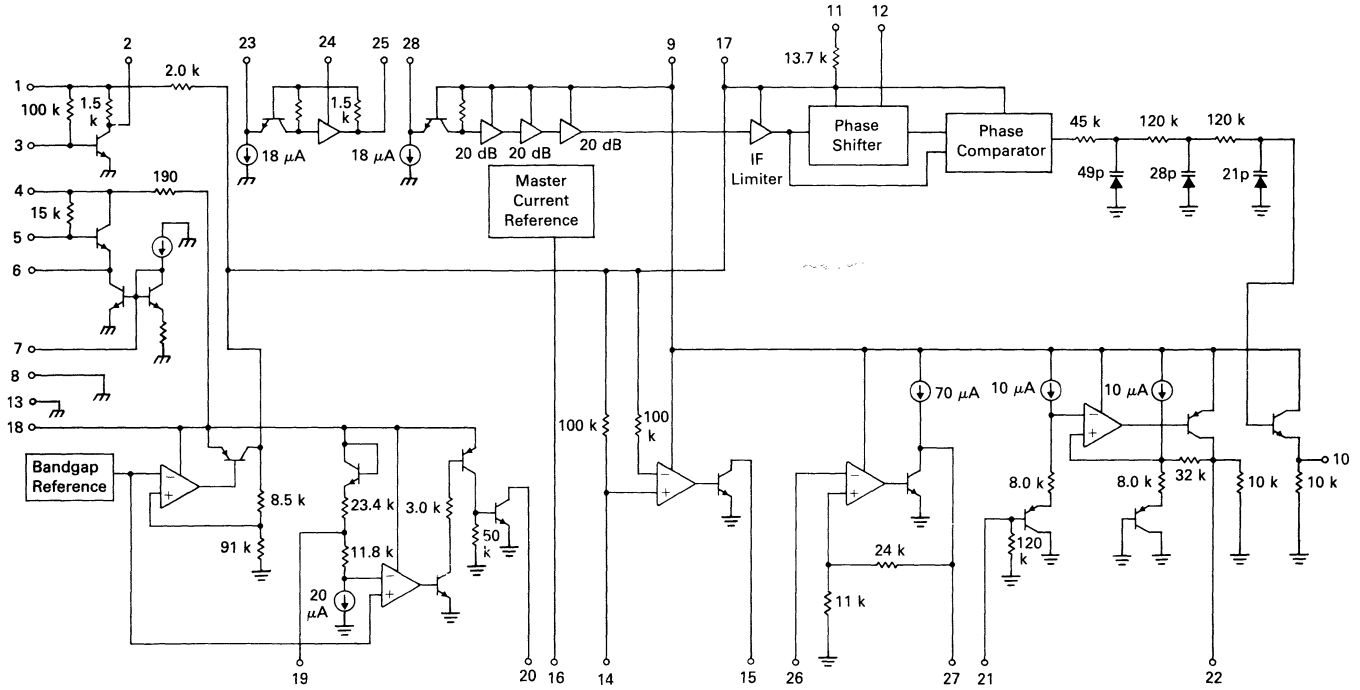 11 12
2 23 24 25 28 9 17
13.7 k
1 2.0 k
100 k 1.5 k 1.5 k
3
18 µA 18 µA 20 dB 20 dB 20 dB
IF Limiter
Phase Shifter
Phase Comparator
45 k 120 k 120 k
49p 28p 21p
Master Current Reference
4 190
15 k
5
6
7
8
13
18
70 µA 10 µA 10 µA
100 k 100 k
Bandgap Reference
− +
8.5 k
91 k
23.4 k
11.8 k
20 µA
− +
3.0 k
50 k
− +
− +
24 k
11 k
− +
8.0 k 8.0 k 32 k 10 k 10 k
10
120 k
19 20 16 14 15 26 27 21 22